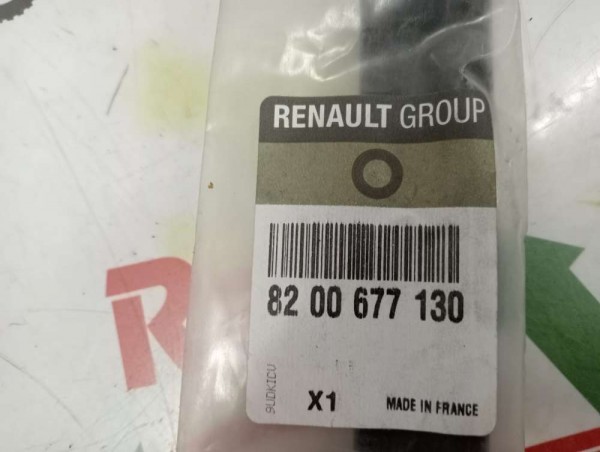 RENAULT GROUP
82 00 677 130
X1
MADE IN FRANCE
R